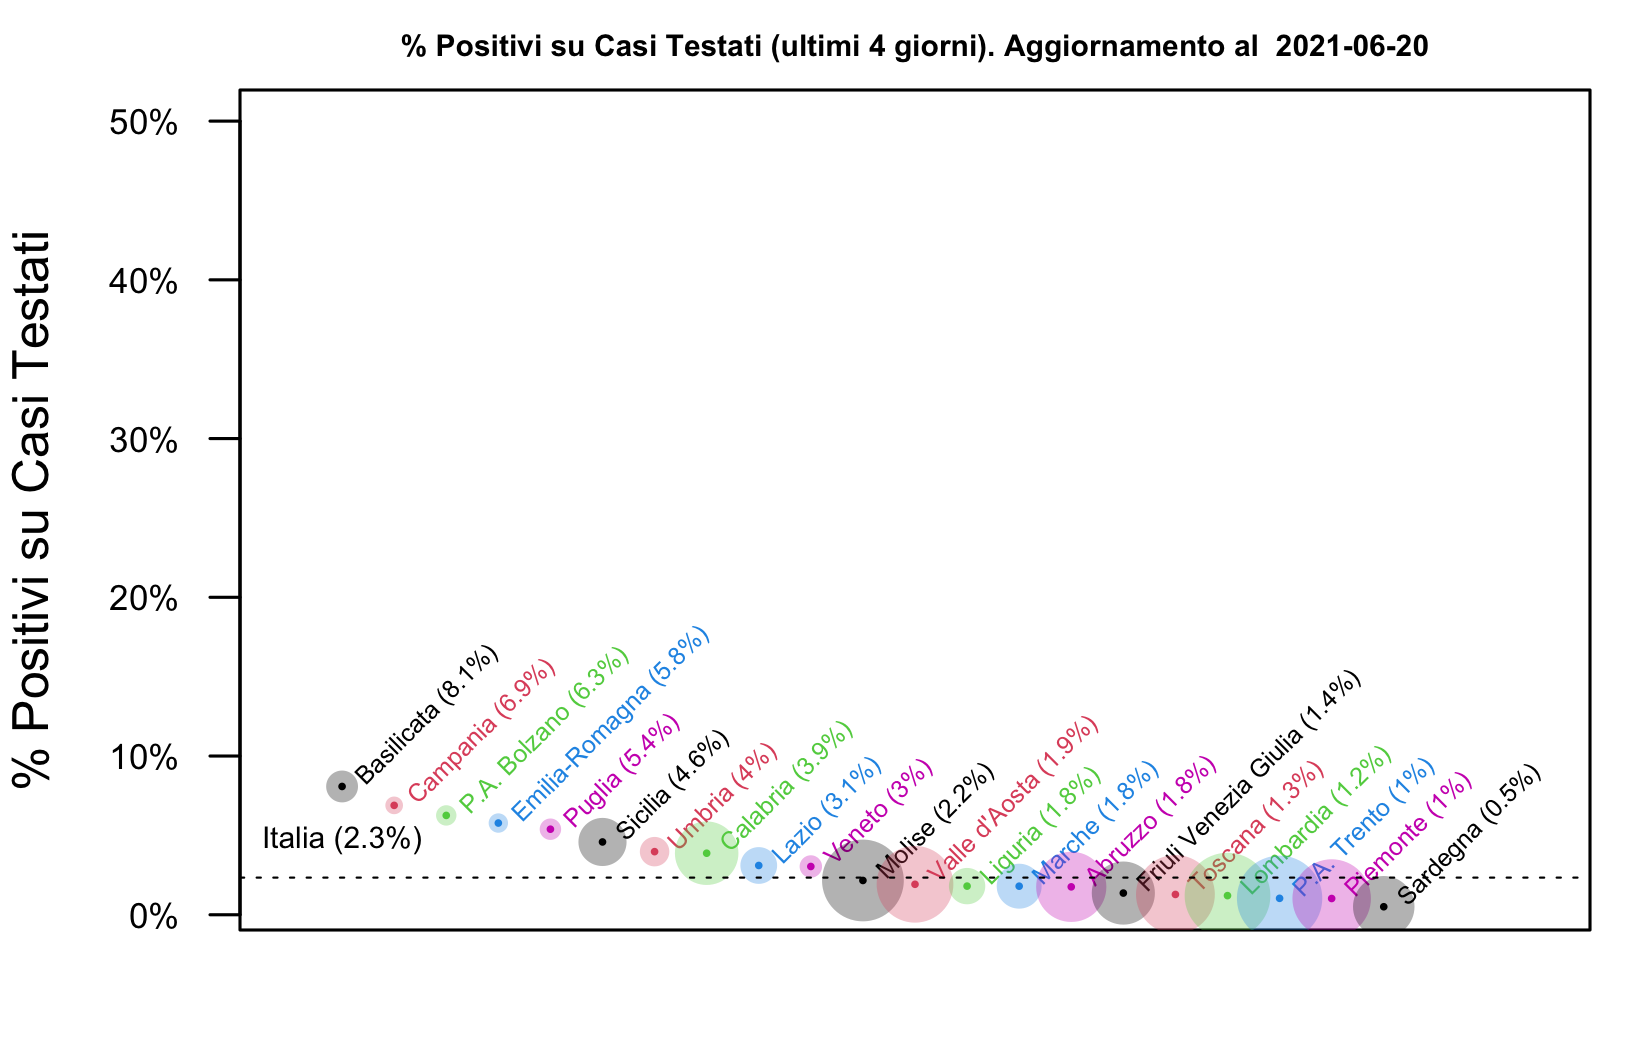 % Positivi su Casi Testati (ultimi 4 giorni). Aggiornamento al  2021-06-20
% Positivi su Casi Testati
50%
40%
30%
20%
10%
0%
Italia (2.3%)
Basilicata (8.1%)
Campania (6.9%)
P.A. Bolzano (6.3%)
Emilia-Romagna (5.8%)
Puglia (5.4%)
Sicilia (4.6%)
Umbria (4%)
Calabria (3.9%)
Lazio (3.1%)
Veneto (3%)
Molise (2.2%)
Valle d'Aosta (1.9%)
Liguria (1.8%)
Marche (1.8%)
Abruzzo (1.8%)
Friuli Venezia Giulia (1.4%)
Toscana (1.3%)
Lombardia (1.2%)
P.A. Trento (1%)
Piemonte (1%)
Sardegna (0.5%)